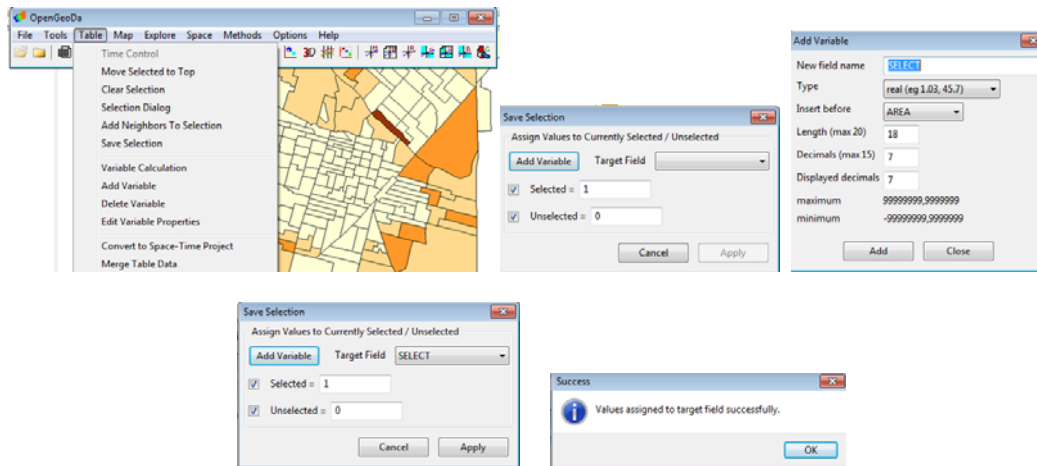 OpenGeoDa
File Tools Table Map Explore Space Methods Options Help
3D
Time Control
Move Selected to Top
Clear Selection
Selection Dialog
Add Neighbors To Selection
Save Selection
Variable Calculation
Add Variable
Delete Variable
Edit Variable Properties
Convert to Space-Time Project
Merge Table Data
Save Selection
Assign Values to Currently Selected / Unselected
Add Variable Target Field
Selected = 1
Unselected = 0
Cancel Apply
Add Variable
New field name SELECT
Type real (eg 1.03, 45.7)
Insert before AREA
Length (max 20) 18
Decimals (max 15) 7
Displayed decimals 7
maximum 99999999,9999999
minimum -99999999,9999999
Add Close
Save Selection
Assign Values to Currently Selected / Unselected
Add Variable Target Field SELECT
Selected = 1
Unselected = 0
Cancel Apply
Success
Values assigned to target field successfully.
OK